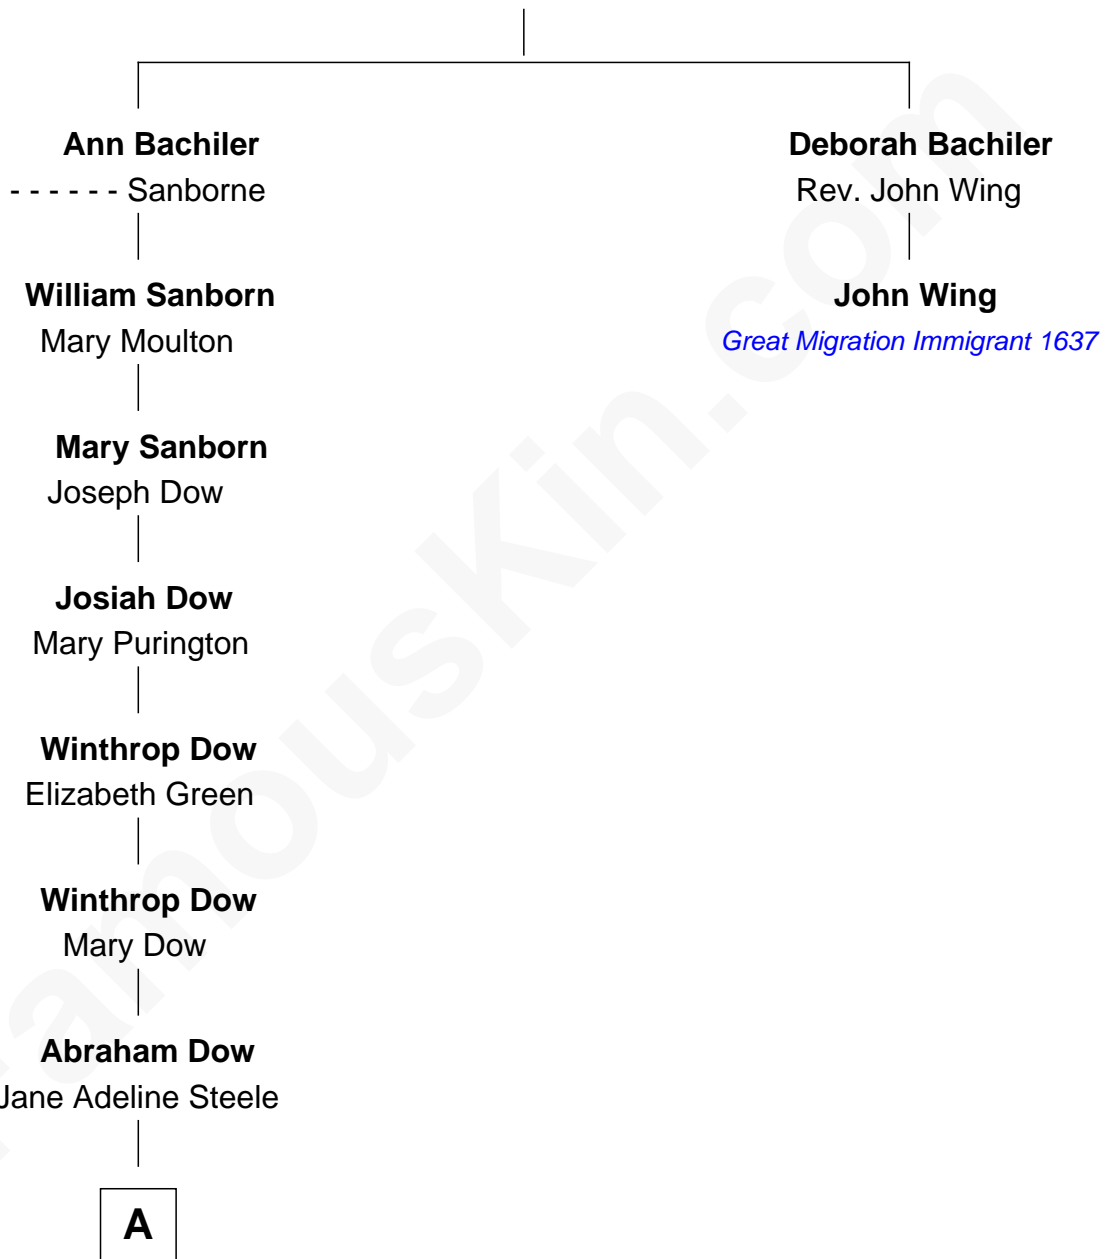 Ann Bachiler
- - - - - - Sanborne
Deborah Bachiler
Rev. John Wing
William Sanborn
Mary Moulton
John Wing
Great Migration Immigrant 1637
Mary Sanborn
Joseph Dow
Josiah Dow
Mary Purington
Winthrop Dow
Elizabeth Green
Winthrop Dow
Mary Dow
Abraham Dow
Jane Adeline Steele
A
FamousKin.com